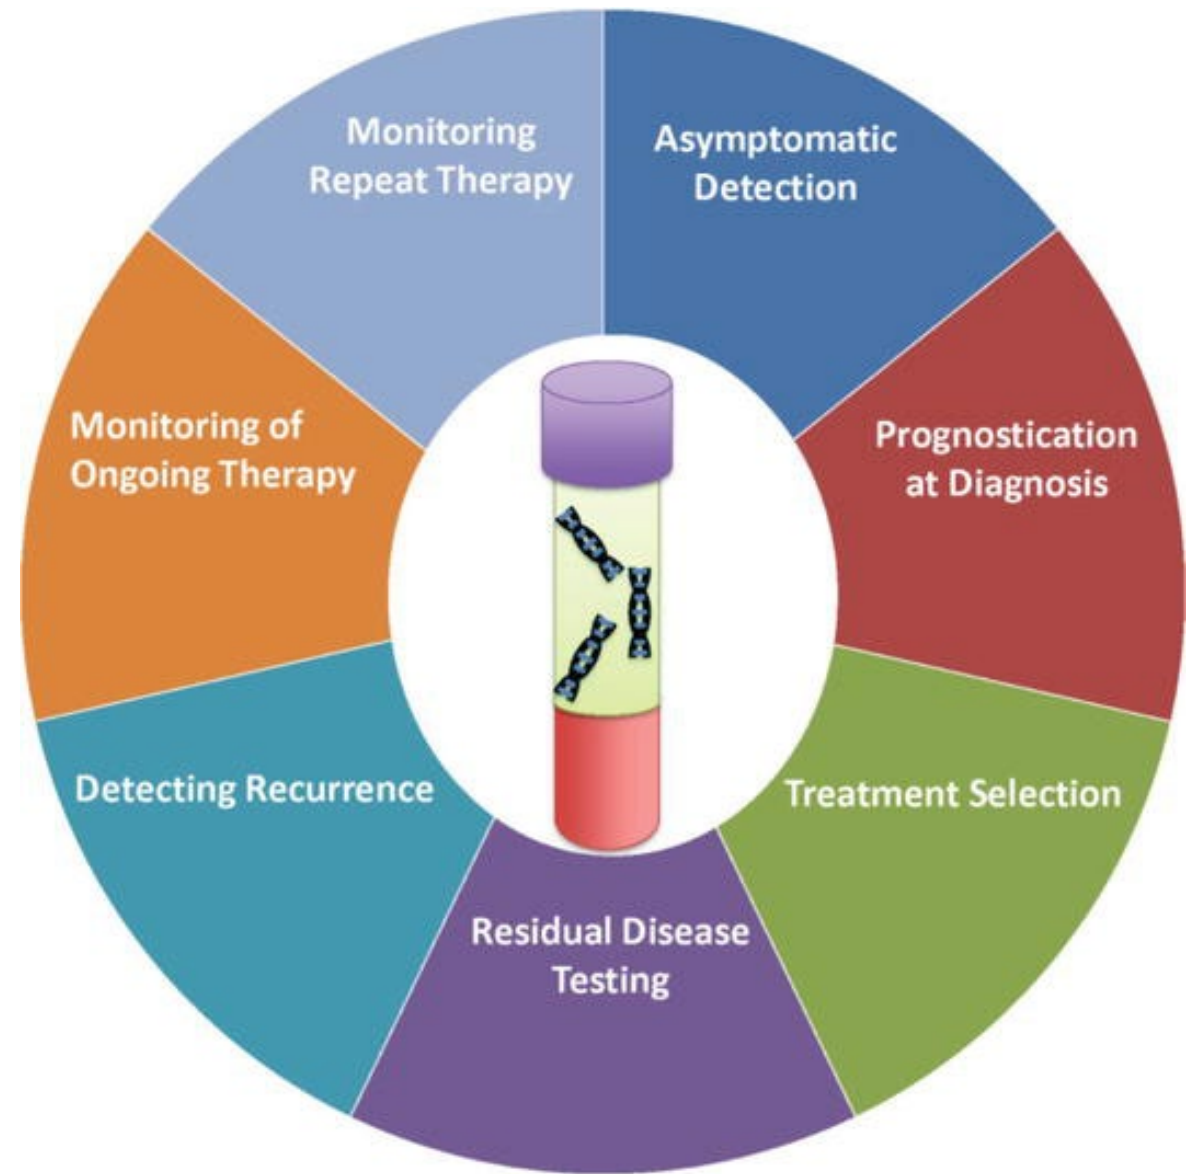 Monitoring
Repeat Therapy
Asymptomatic
Detection
Prognostication
at Diagnosis
Treatment Selection
Residual Disease
Testing
Detecting Recurrence
Monitoring of
Ongoing Therapy